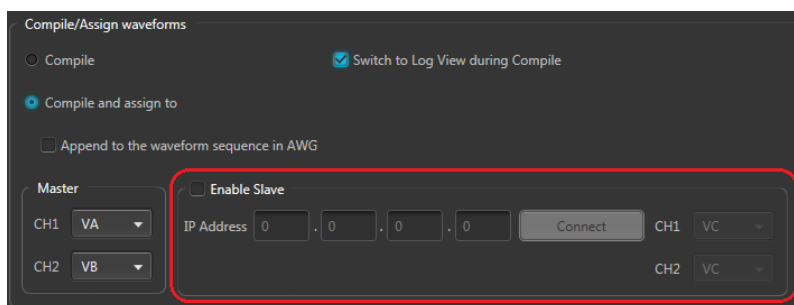 Compile/Assign waveforms
Compile
Switch to Log View during Compile
Compile and assign to
Append to the waveform sequence in AWG
Master
Enable Slave
CH1 VA
IP Address 0 . 0 . 0 . 0 Connect CH1 VC
CH2 VB
CH2 VC